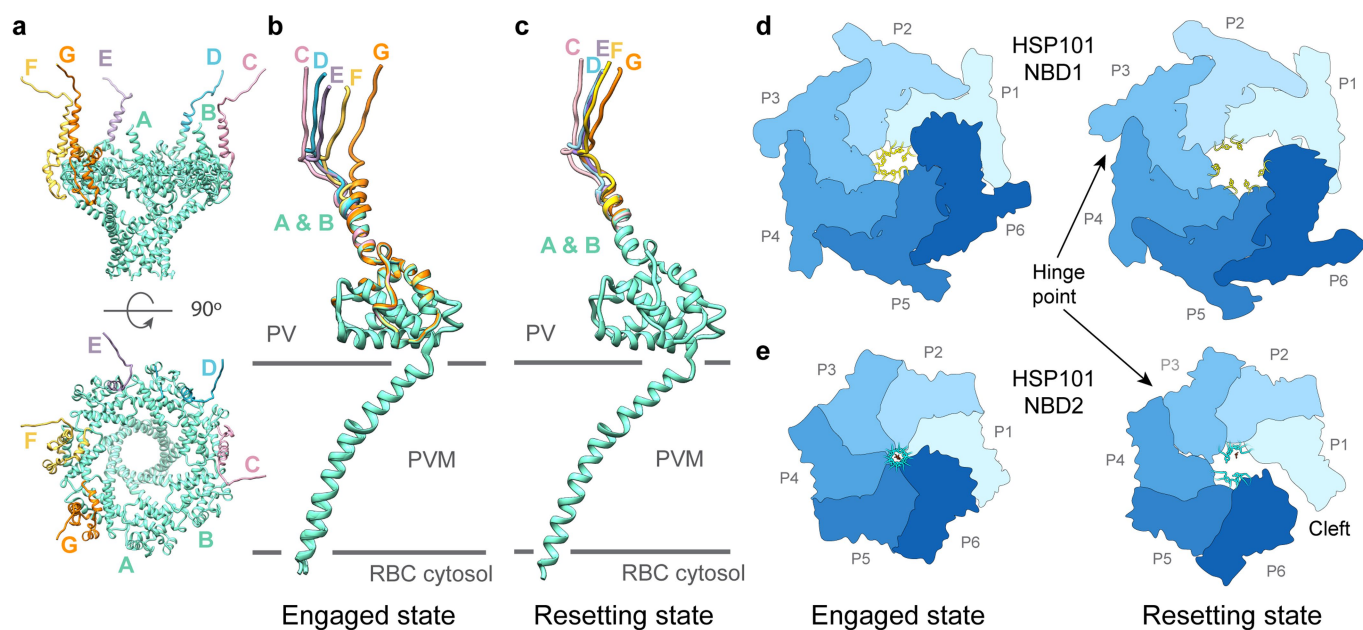 a
F
G
E
D
C
A
B
90º
E
D
F
C
G
B
A
b
C
D
E
F
G
A & B
PV
PVM
RBC cytosol
Engaged state
c
C
D
E
F
G
A & B
PVM
RBC cytosol
Resetting state
d
P2
HSP101
NBD1
P3
P1
P4
P6
P5
P2
P3
P1
P4
P6
P5
Hinge
point
e
P3
P2
HSP101
NBD2
P1
P4
P5
P6
Engaged state
P3
P2
P1
P4
Cleft
P5
P6
Resetting state